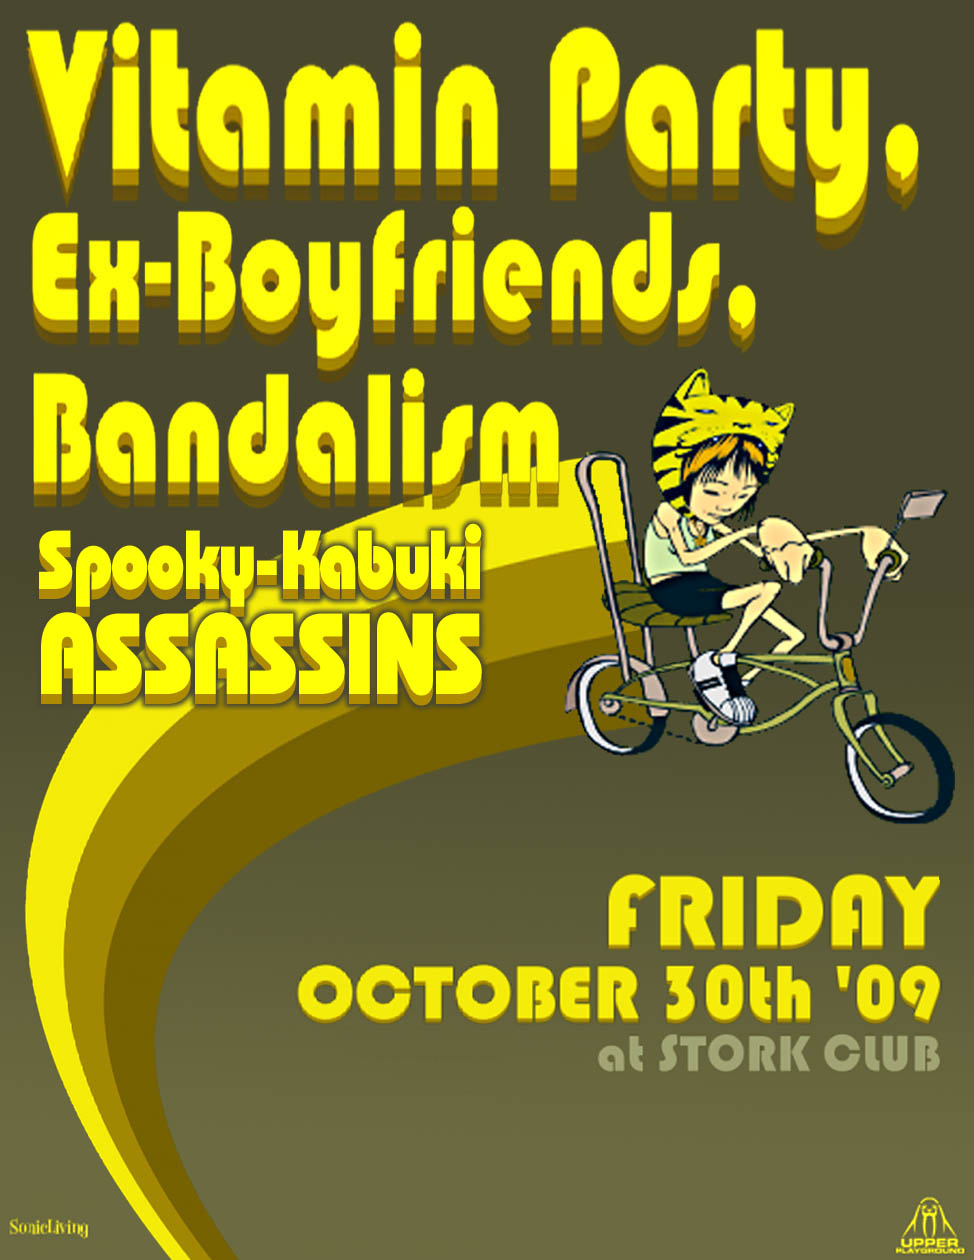 Vitamin Party,
Ex-Boyfriends,
Bandalism
Spooky-Kabuki
ASSASSINS
FRIDAY
OCTOBER 30th '09
at STORK CLUB
SonicLiving
UPPER
PLAYGROUND